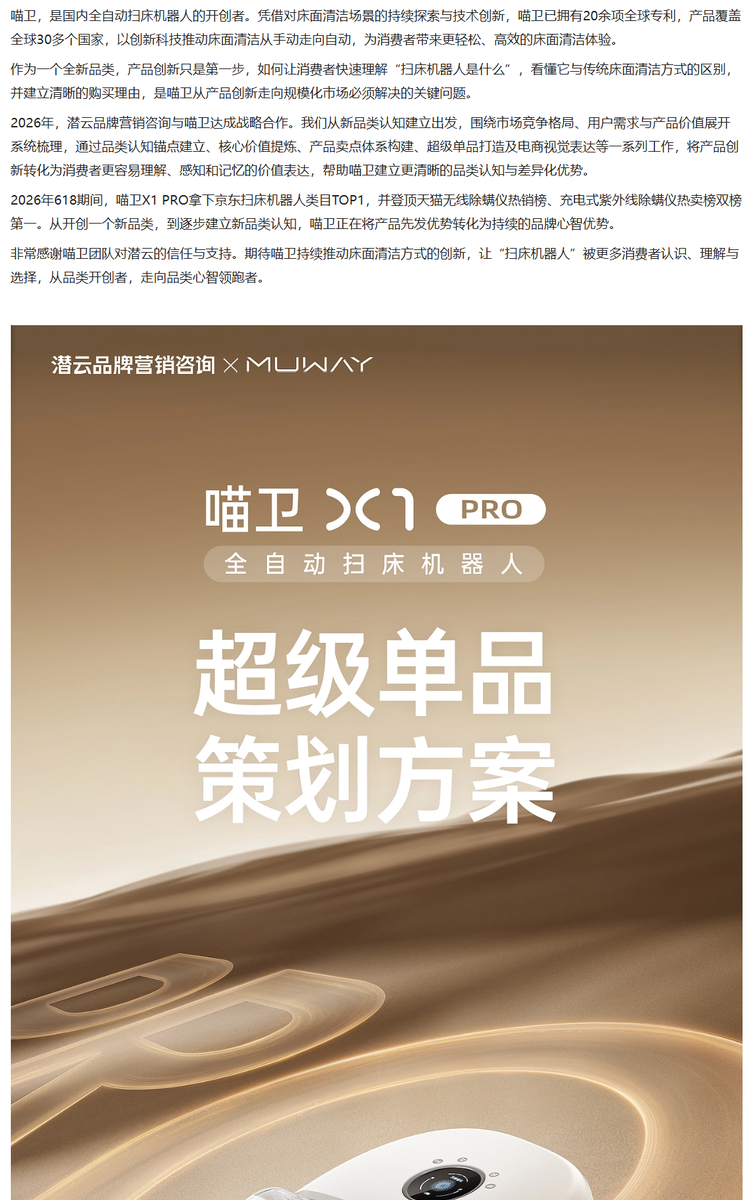 喵卫，是国内全自动扫床机器人的开创者。凭借对床面清洁场景的持续探索与技术创新，喵卫已拥有20余项全球专利，产品覆盖
全球30多个国家，以创新科技推动床面清洁从手动走向自动，为消费者带来更轻松、高效的床面清洁体验。
作为一个全新品类，产品创新只是第一步，如何让消费者快速理解“扫床机器人是什么”，看懂它与传统床面清洁方式的区别，
并建立清晰的购买理由，是喵卫从产品创新走向规模化市场必须解决的关键问题。
2026年，潜云品牌营销咨询与喵卫达成战略合作。我们从新品类认知建立出发，围绕市场竞争格局、用户需求与产品价值展开
系统梳理，通过品类认知锚点建立、核心价值提炼、产品卖点体系构建、超级单品打造及电商视觉表达等一系列工作，将产品创
新转化为消费者更容易理解、感知和记忆的价值表达，帮助喵卫建立更清晰的品类认知与差异化优势。
2026年618期间，喵卫X1 PRO拿下京东扫床机器人类目TOP1，并登顶天猫无线除螨仪热销榜、充电式紫外线除螨仪热卖榜双榜
第一。从开创一个新品类，到逐步建立新品类认知，喵卫正在将产品先发优势转化为持续的品牌心智优势。
非常感谢喵卫团队对潜云的信任与支持。期待喵卫持续推动床面清洁方式的创新，让“扫床机器人”被更多消费者认识、理解与
选择，从品类开创者，走向品类心智领跑者。
潜云品牌营销咨询×MUWAY
喵卫 X1 PRO
全自动扫床机器人
超级单品
策划方案